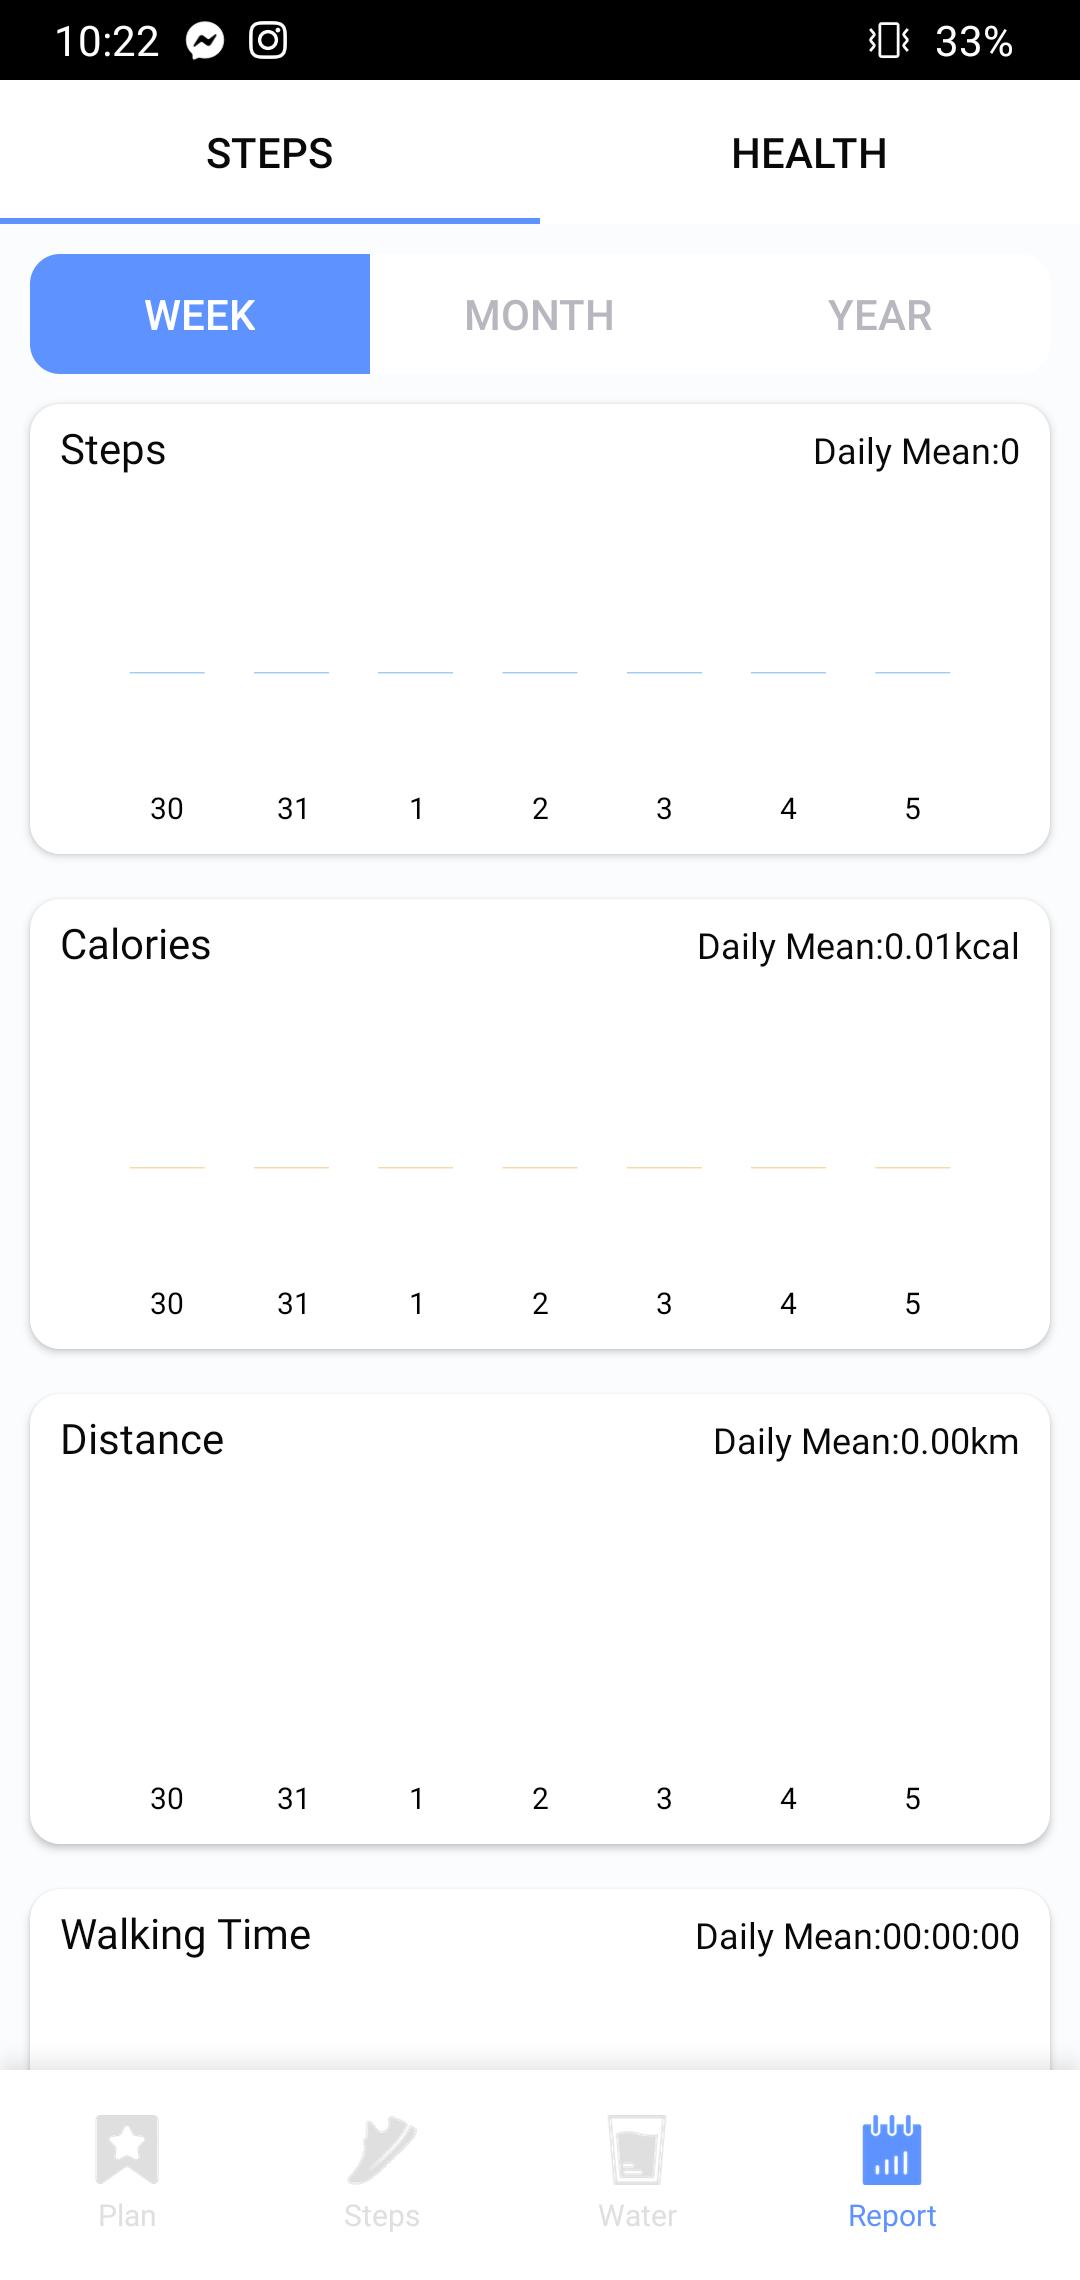 10:22 33%
STEPS HEALTH
WEEK MONTH YEAR
Steps Daily Mean:0
30 31 1 2 3 4 5
Calories Daily Mean:0.01kcal
30 31 1 2 3 4 5
Distance Daily Mean:0.00km
30 31 1 2 3 4 5
Walking Time Daily Mean:00:00:00
Plan Steps Water Report